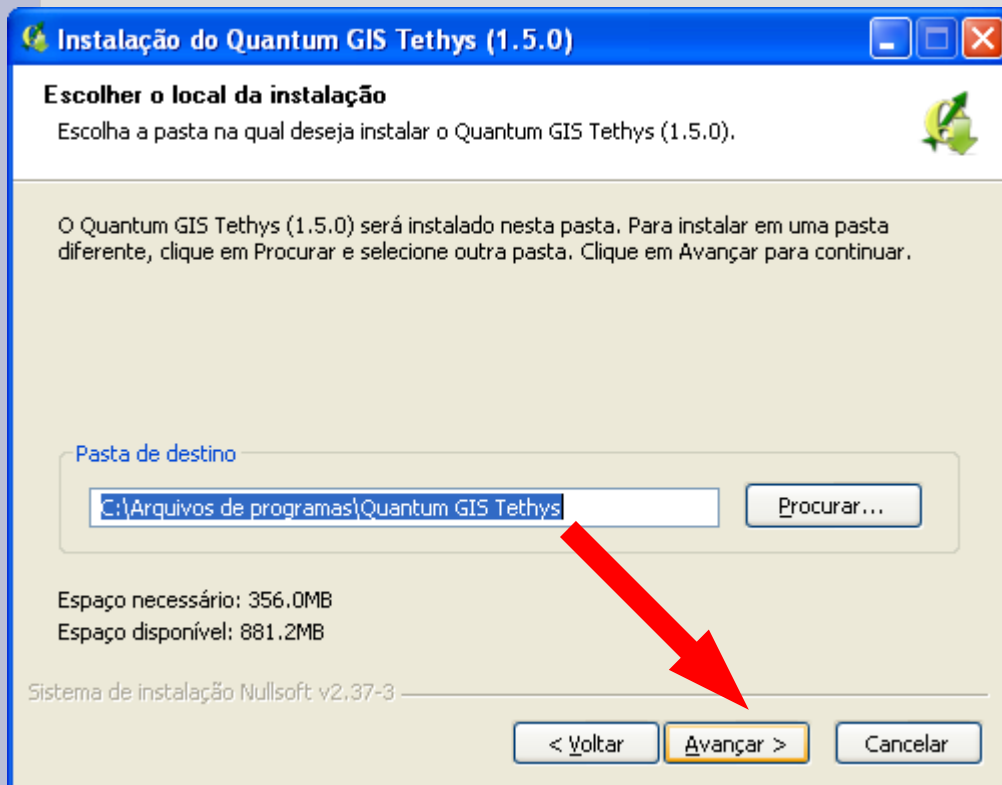 Instalação do Quantum GIS Tethys (1.5.0)
Escolher o local da instalação
Escolha a pasta na qual deseja instalar o Quantum GIS Tethys (1.5.0).
O Quantum GIS Tethys (1.5.0) será instalado nesta pasta. Para instalar em uma pasta
diferente, clique em Procurar e selecione outra pasta. Clique em Avançar para continuar.
Pasta de destino
C:\Arquivos de programas\Quantum GIS Tethys
Procurar...
Espaço necessário: 356.0MB
Espaço disponível: 881.2MB
Sistema de instalação Nullsoft v2.37-3
< Voltar
Avançar >
Cancelar